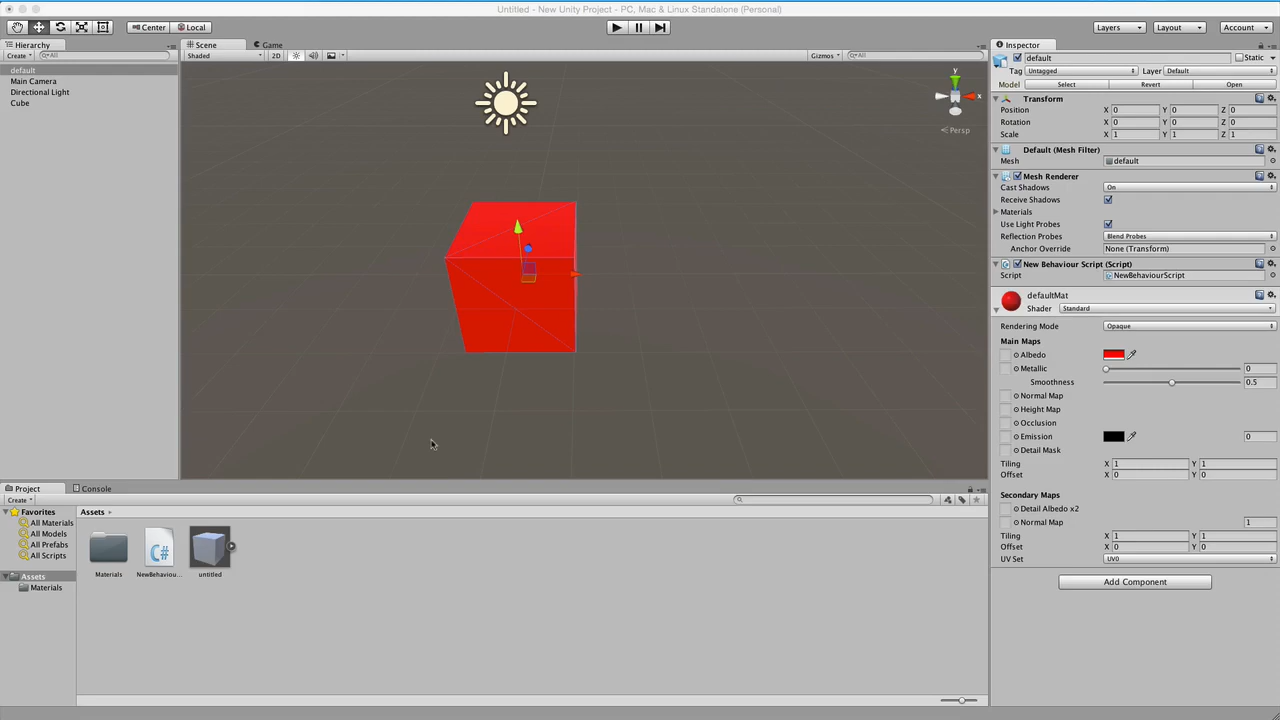 Untitled - New Unity Project - PC, Mac & Linux Standalone (Personal)
Center Local Layers Layout Account
Hierarchy
Create All
default
Main Camera
Directional Light
Cube
Scene Game
Shaded 2D Gizmos All
y
x
Persp
Inspector
default Static
Tag Untagged Layer Default
Model Select Revert Open
Transform
Position X 0 Y 0 Z 0
Rotation X 0 Y 0 Z 0
Scale X 1 Y 1 Z 1
Default (Mesh Filter)
Mesh default
Mesh Renderer
Cast Shadows On
Receive Shadows
Materials
Use Light Probes
Reflection Probes Blend Probes
Anchor Override None (Transform)
New Behaviour Script (Script)
Script NewBehaviourScript
defaultMat
Shader Standard
Rendering Mode Opaque
Main Maps
Albedo
Metallic 0
Smoothness 0.5
Normal Map
Height Map
Occlusion
Emission 0
Detail Mask
Tiling X 1 Y 1
Offset X 0 Y 0
Secondary Maps
Detail Albedo x2
Normal Map 1
Tiling X 1 Y 1
Offset X 0 Y 0
UV Set UV0
Add Component
Project Console
Create
Favorites
All Materials
All Models
All Prefabs
All Scripts
Assets
Materials
Assets
C#
Materials NewBehaviou... untitled